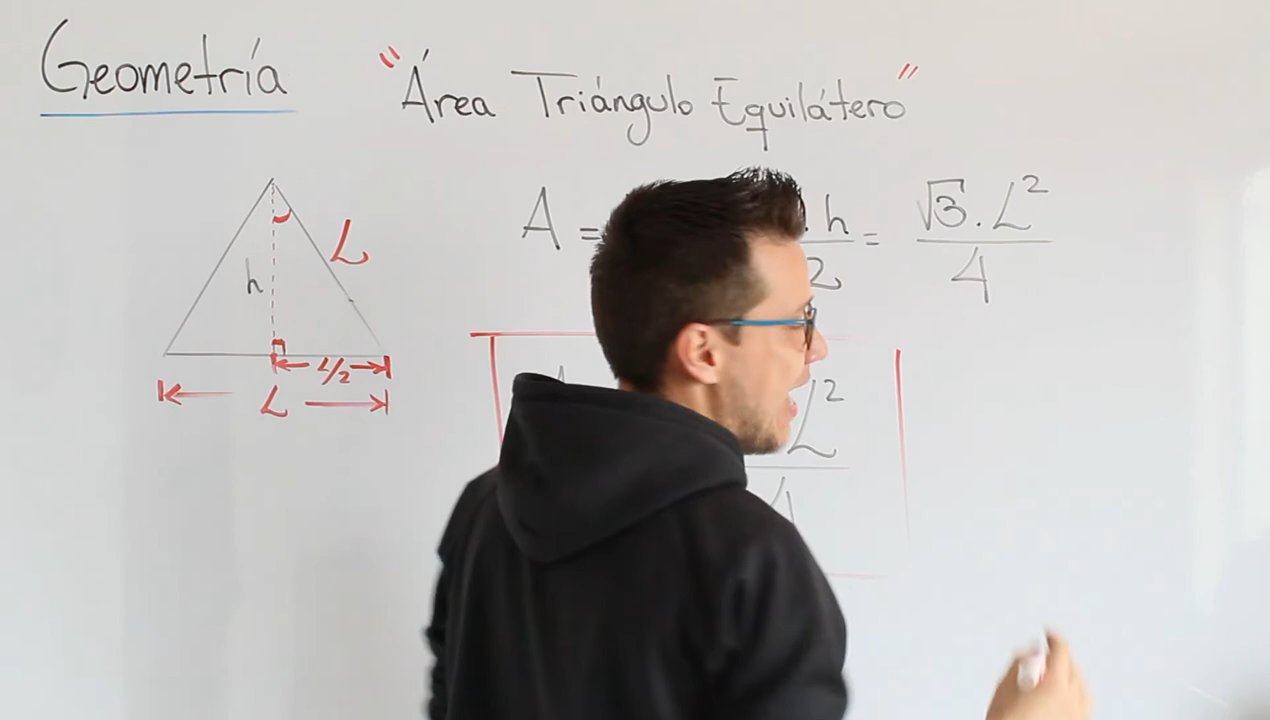 Geometría
"Área Triángulo Equilátero"
A = . h / 2 = √3 . L² / 4
L
h
L/2
L
L²
4